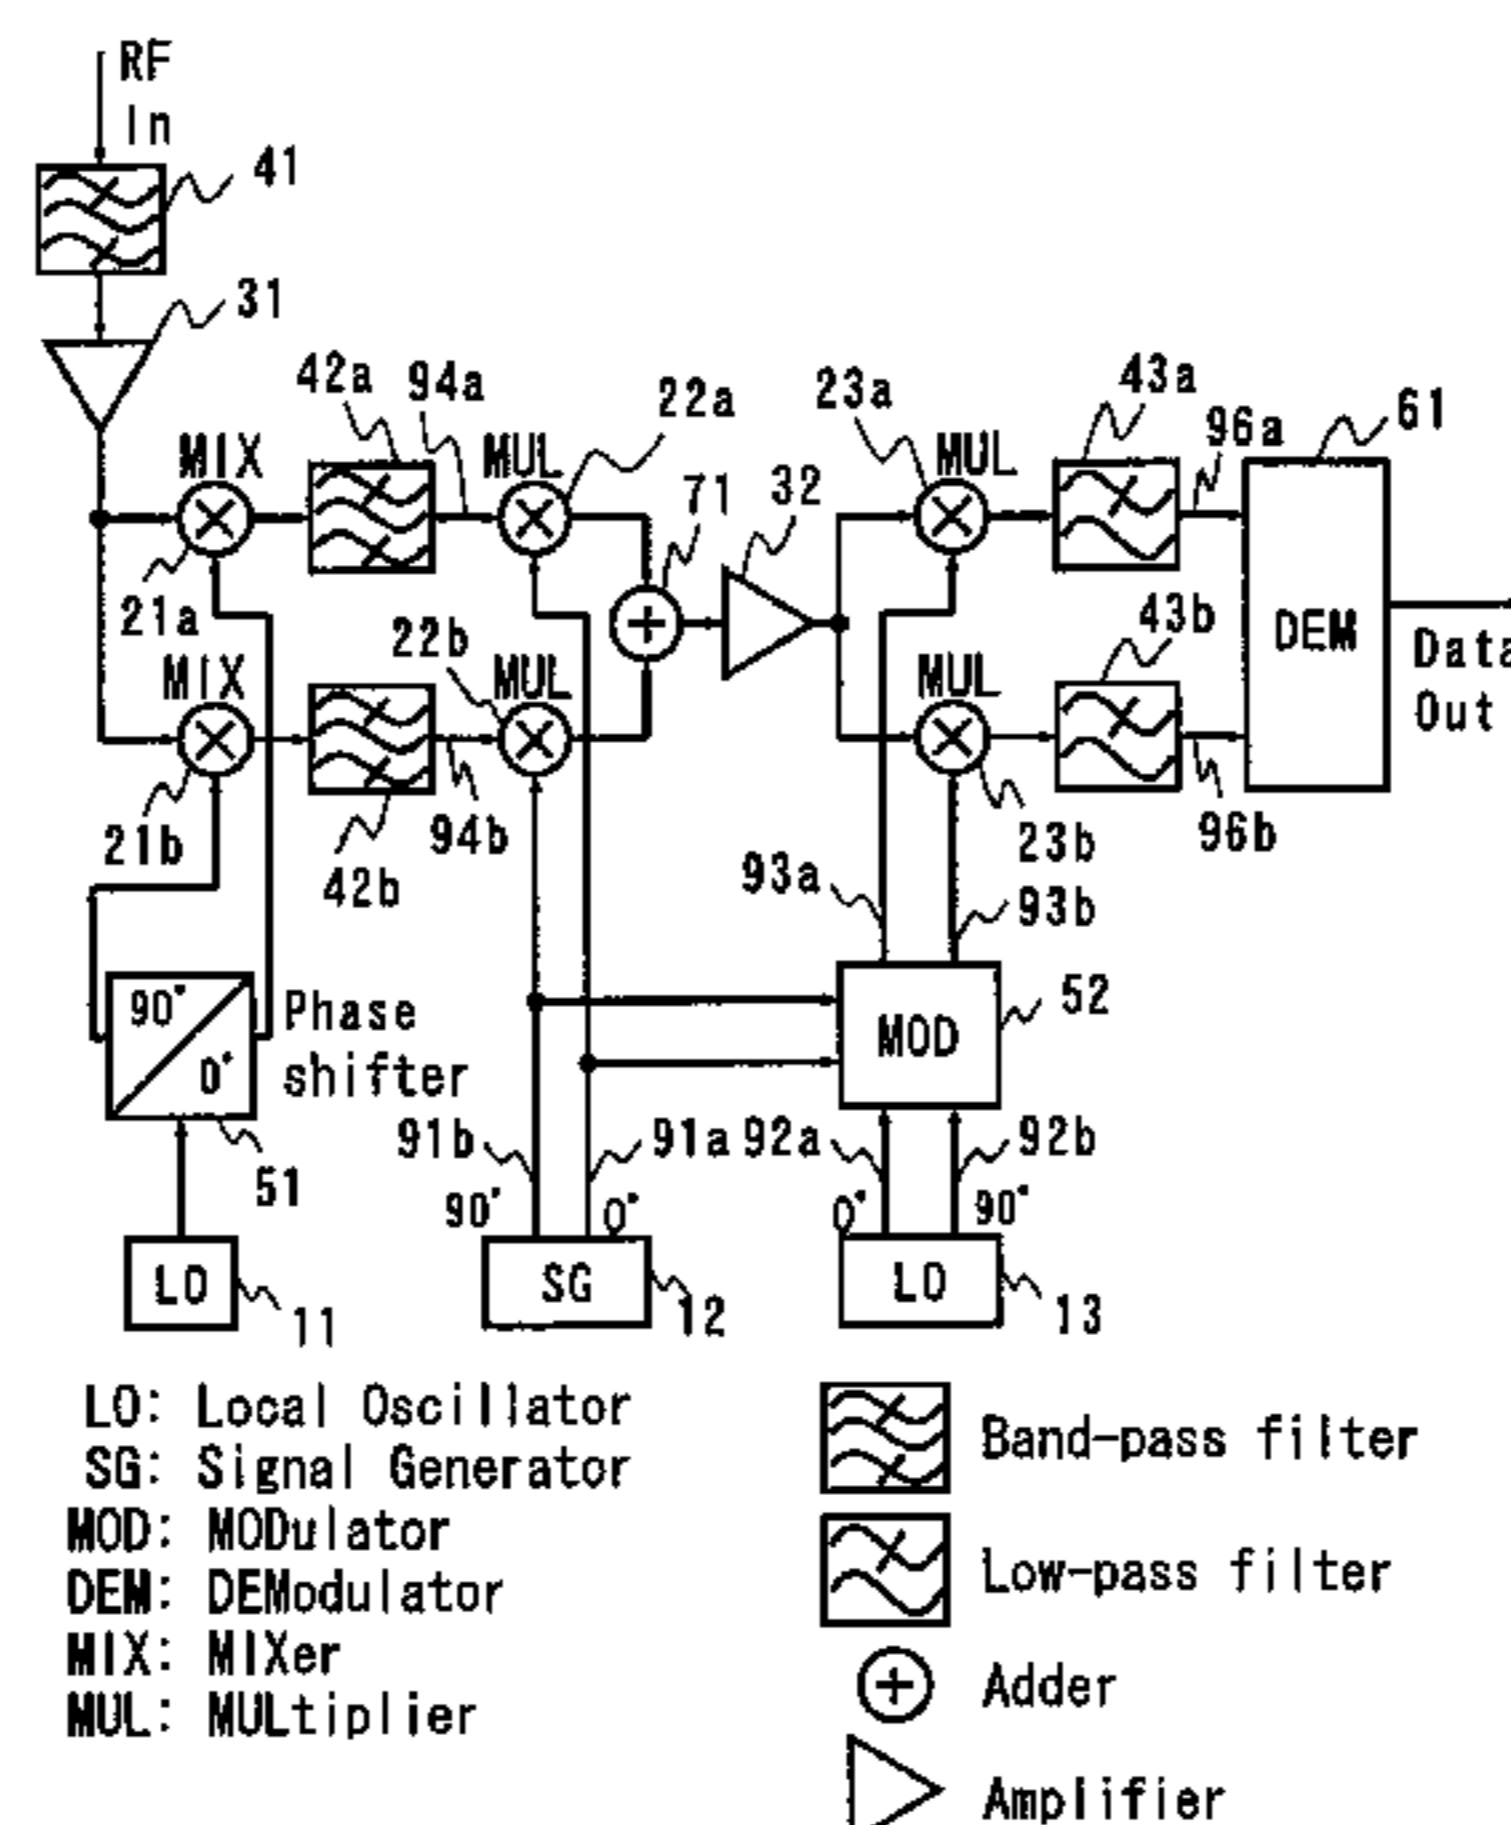 RF
In
41
31
42a 94a 22a 23a 43a 61
96a
MIX MUL 71 32 MUL
21a 22b 43b
MIX MUL MUL DEM Data
Out
21b 42b 94b 23b 96b
93a 93b
90° Phase
0° shifter
MOD 52
91b 91a 92a 92b
51 90° 0° 0° 90°
LO 11 SG 12 LO 13
LO: Local Oscillator
SG: Signal Generator
MOD: MODulator
DEM: DEModulator
MIX: MIXer
MUL: MULtiplier
Band-pass filter
Low-pass filter
Adder
Amplifier